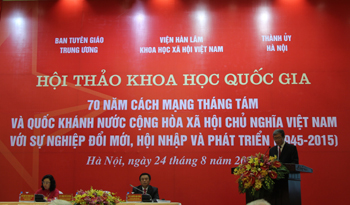 BAN TUYÊN GIÁO
TRUNG ƯƠNG
VIỆN HÀN LÂM
KHOA HỌC XÃ HỘI VIỆT NAM
THÀNH ỦY
HÀ NỘI
HỘI THẢO KHOA HỌC QUỐC GIA
70 NĂM CÁCH MẠNG THÁNG TÁM
VÀ QUỐC KHÁNH NƯỚC CỘNG HÒA XÃ HỘI CHỦ NGHĨA VIỆT NAM
VỚI SỰ NGHIỆP ĐỔI MỚI, HỘI NHẬP VÀ PHÁT TRIỂN 945-2015)
Hà Nội, ngày 24 tháng 8 năm